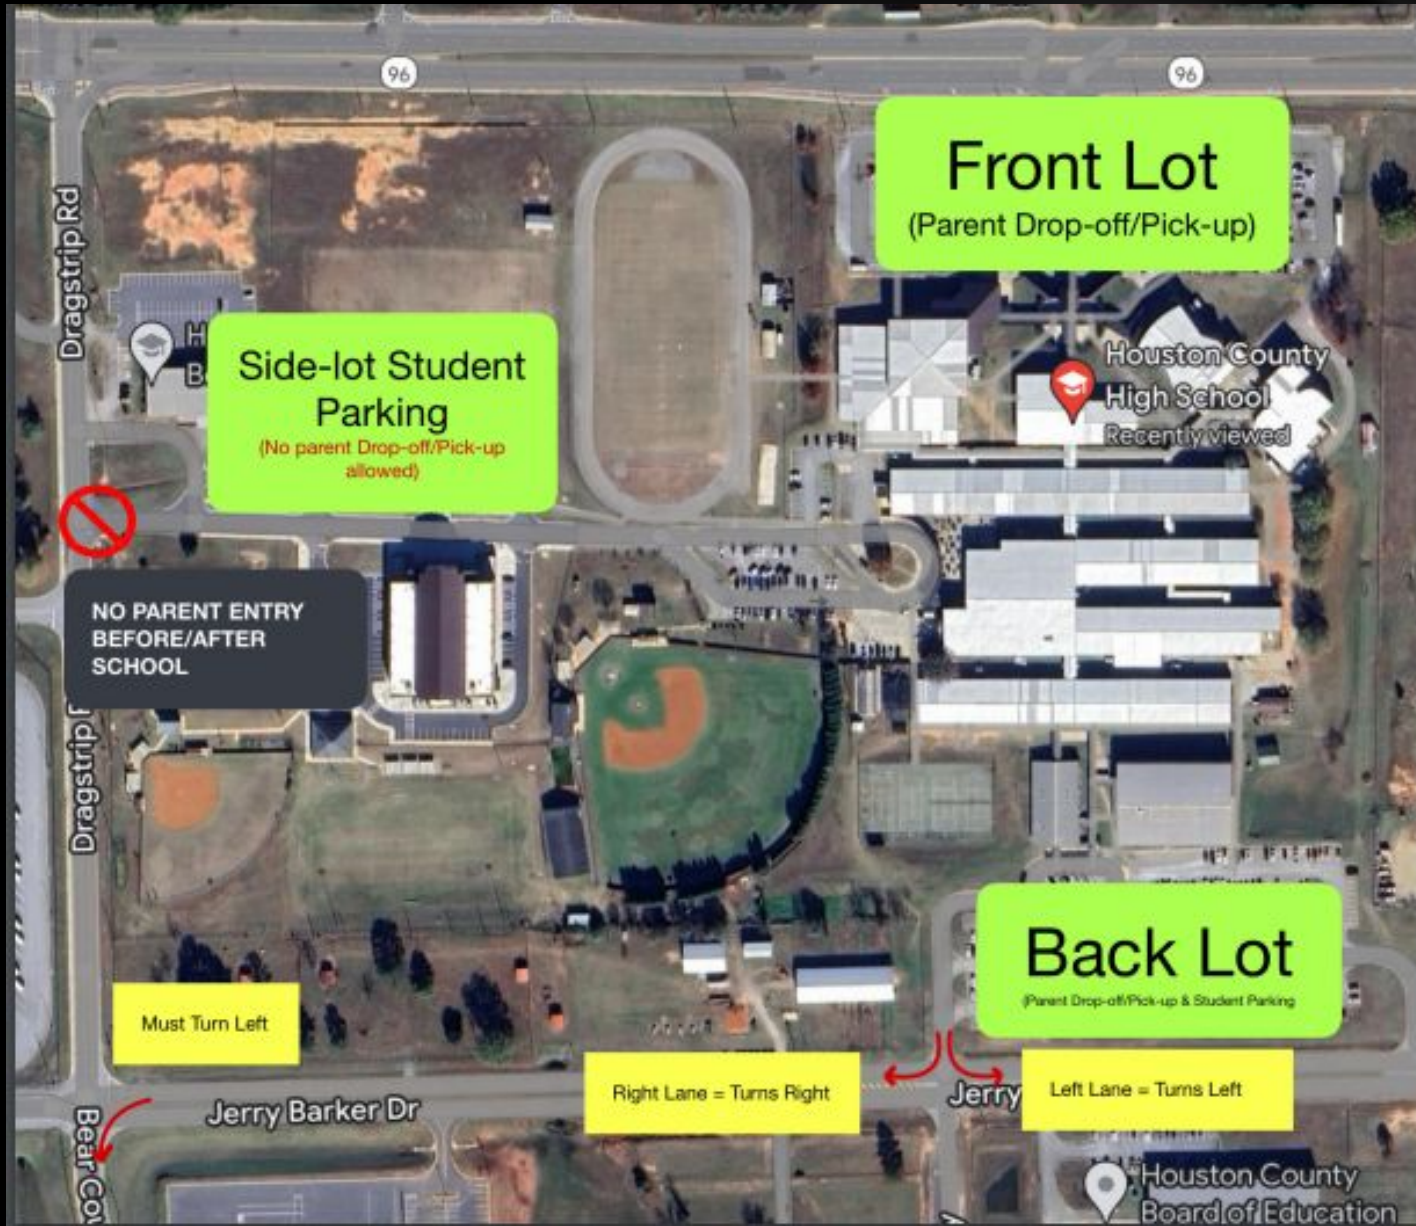 96
96
Front Lot
(Parent Drop-off/Pick-up)
Dragstrip Rd
H
B
Side-lot Student
Parking
(No parent Drop-off/Pick-up
allowed)
Houston County
High School
Recently viewed
NO PARENT ENTRY
BEFORE/AFTER
SCHOOL
Dragstrip
Back Lot
(Parent Drop-off/Pick-up & Student Parking
Must Turn Left
Right Lane = Turns Right
Left Lane = Turns Left
Jerry Barker Dr
Jerry
Bear Cou
Houston County
Board of Education